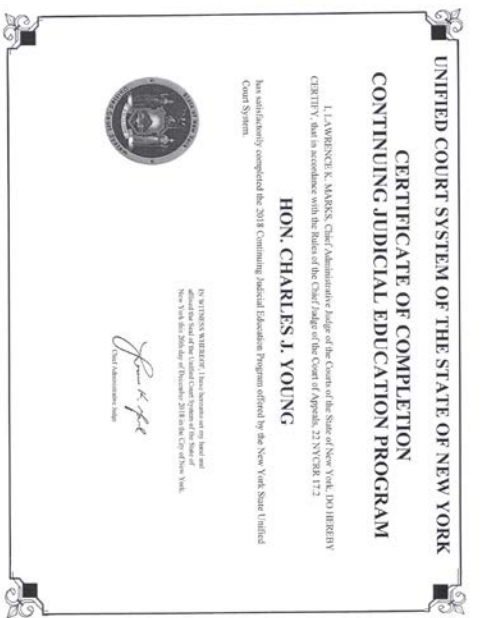 UNIFIED COURT SYSTEM OF THE STATE OF NEW YORK
CERTIFICATE OF COMPLETION
CONTINUING JUDICIAL EDUCATION PROGRAM
I, LAWRENCE K. MARKS, Chief Administrative Judge of the Courts of the State of New York, DO HEREBY
CERTIFY, that in accordance with the Rules of the Chief Judge of the Court of Appeals, 22 NYCRR 17.2
HON. CHARLES J. YOUNG
has satisfactorily completed the 2018 Continuing Judicial Education Program offered by the New York State Unified
Court System.
IN WITNESS WHEREOF, I have hereunto set my hand and
affixed the Seal of the Unified Court System of the State of
New York this 20th day of December 2018 in the City of New York.
Chief Administrative Judge